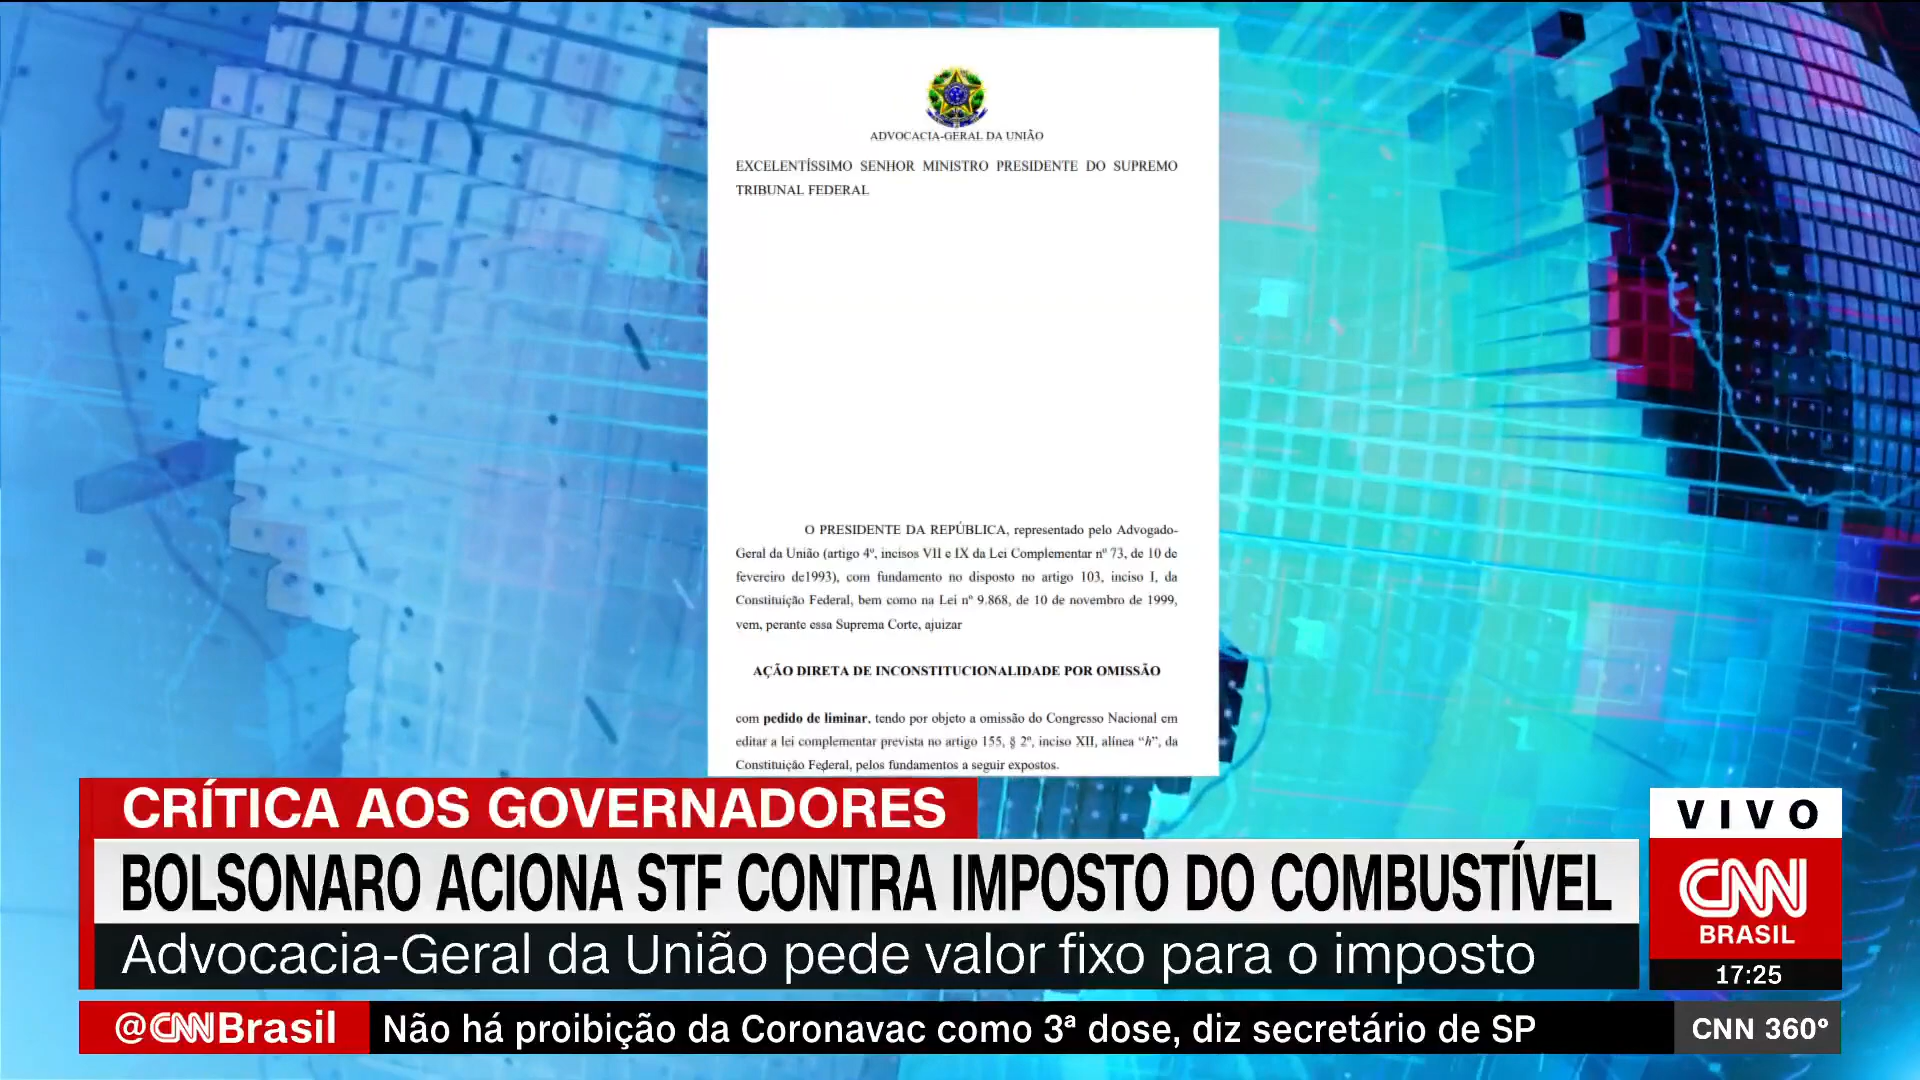 ADVOCACIA-GERAL DA UNIÃO
EXCELENTÍSSIMO SENHOR MINISTRO PRESIDENTE DO SUPREMO
TRIBUNAL FEDERAL
O PRESIDENTE DA REPÚBLICA, representado pelo Advogado-
Geral da União (artigo 4º, incisos VII e IX da Lei Complementar nº 73, de 10 de
fevereiro de1993), com fundamento no disposto no artigo 103, inciso I, da
Constituição Federal, bem como na Lei nº 9.868, de 10 de novembro de 1999,
vem, perante essa Suprema Corte, ajuizar
AÇÃO DIRETA DE INCONSTITUCIONALIDADE POR OMISSÃO
com pedido de liminar, tendo por objeto a omissão do Congresso Nacional em
editar a lei complementar prevista no artigo 155, § 2º, inciso XII, alínea “h”, da
Constituição Federal, pelos fundamentos a seguir expostos.
CRÍTICA AOS GOVERNADORES
BOLSONARO ACIONA STF CONTRA IMPOSTO DO COMBUSTÍVEL
Advocacia-Geral da União pede valor fixo para o imposto
VIVO
CNN
BRASIL
17:25
@CNNBrasil
Não há proibição da Coronavac como 3ª dose, diz secretário de SP
CNN 360º